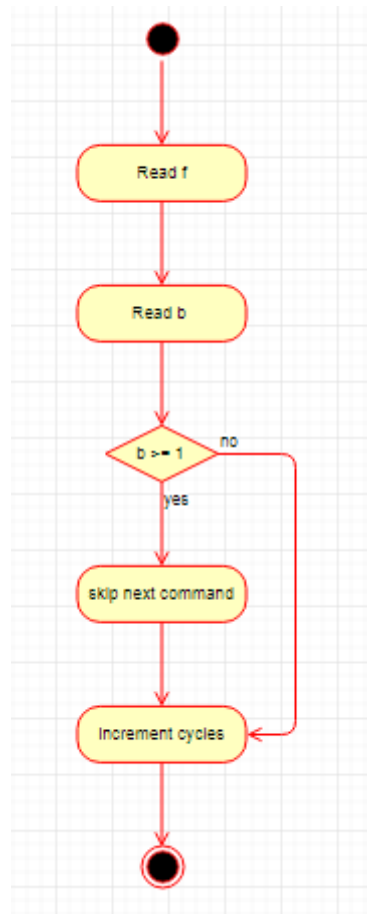 Read f
Read b
b >= 1
no
yes
skip next command
Increment cycles